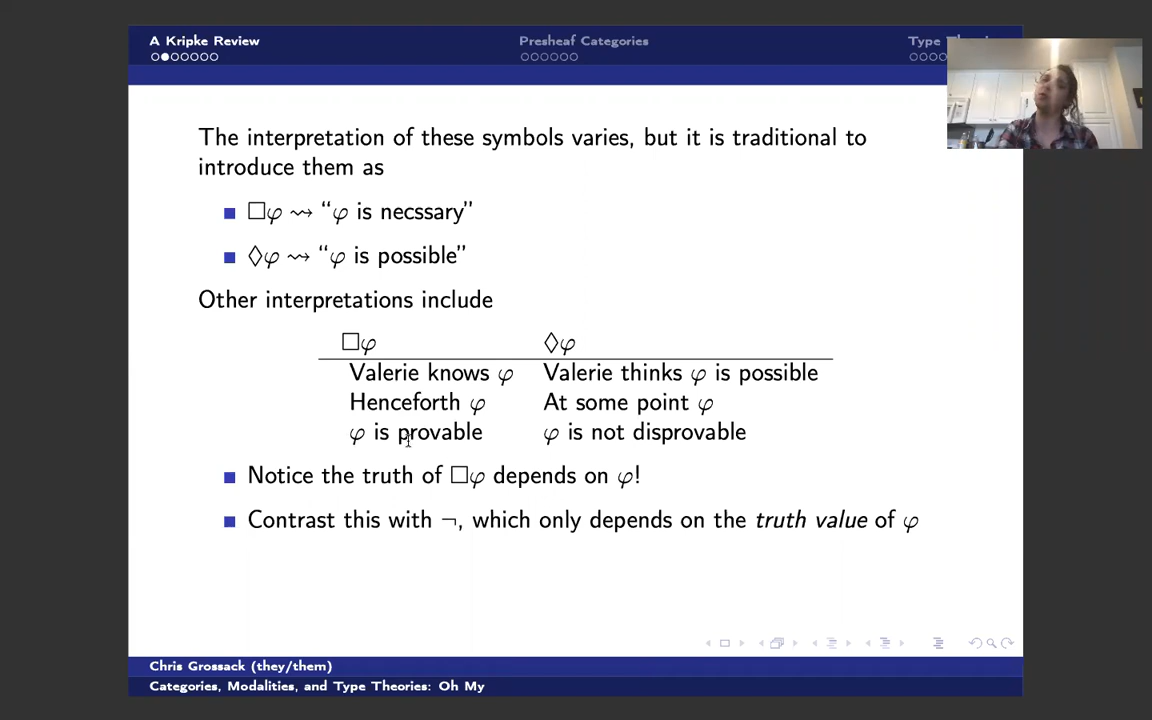 A Kripke Review
Presheaf Categories
Type
The interpretation of these symbols varies, but it is traditional to
introduce them as
□φ ⇝ “φ is necssary”
◊φ ⇝ “φ is possible”
Other interpretations include
□φ ◊φ
Valerie knows φ Valerie thinks φ is possible
Henceforth φ At some point φ
φ is provable φ is not disprovable
Notice the truth of □φ depends on φ!
Contrast this with ¬, which only depends on the truth value of φ
Chris Grossack (they/them)
Categories, Modalities, and Type Theories: Oh My